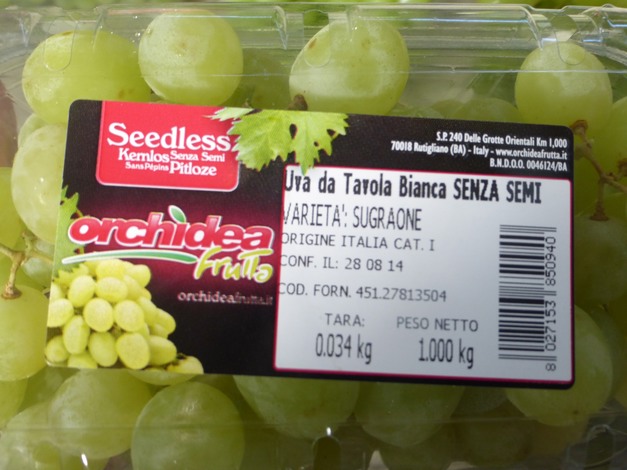 Seedless
Kernlos Senza Semi
Sans Pépins Pitloze
S.P. 240 Delle Grotte Orientali Km 1,000
70018 Rutigliano (BA) - Italy - www.orchideafrutta.it
B.N.D.O.O. 0046124/BA
orchidea
frutta
orchideafrutta.it
Uva da Tavola Bianca SENZA SEMI
VARIETA': SUGRAONE
ORIGINE ITALIA CAT. I
CONF. IL: 28 08 14
COD. FORN. 451.27813504
TARA: PESO NETTO
0.034 kg 1.000 kg
8 027153 850940